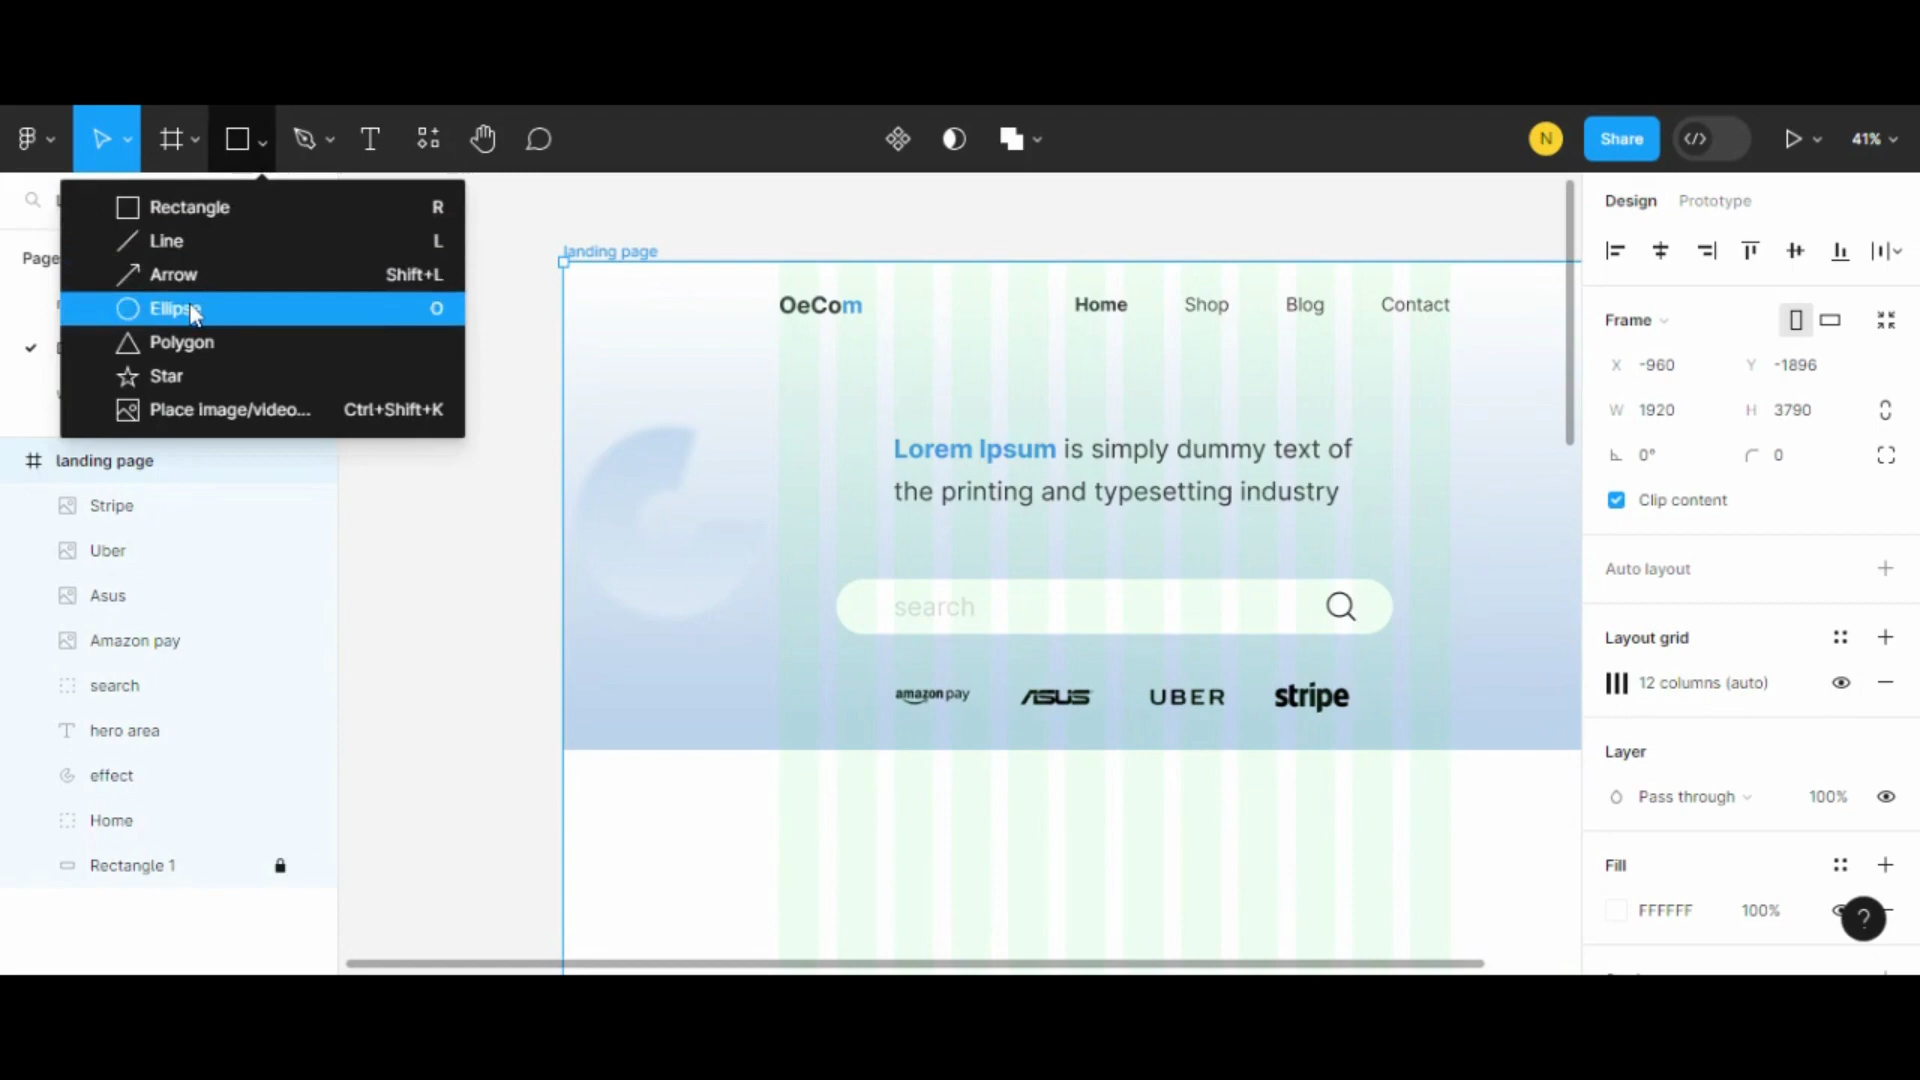 N
Share
41%
Rectangle R
Line L
Arrow Shift+L
Ellipse O
Polygon
Star
Place image/video... Ctrl+Shift+K
Page
landing page
Stripe
Uber
Asus
Amazon pay
search
hero area
effect
Home
Rectangle 1
landing page
OeCom
Home
Shop
Blog
Contact
Lorem Ipsum is simply dummy text of
the printing and typesetting industry
search
amazon pay
ASUS
UBER
stripe
Design Prototype
Frame
X -960 Y -1896
W 1920 H 3790
0° 0
Clip content
Auto layout
Layout grid
12 columns (auto)
Layer
Pass through 100%
Fill
FFFFFF 100%
?